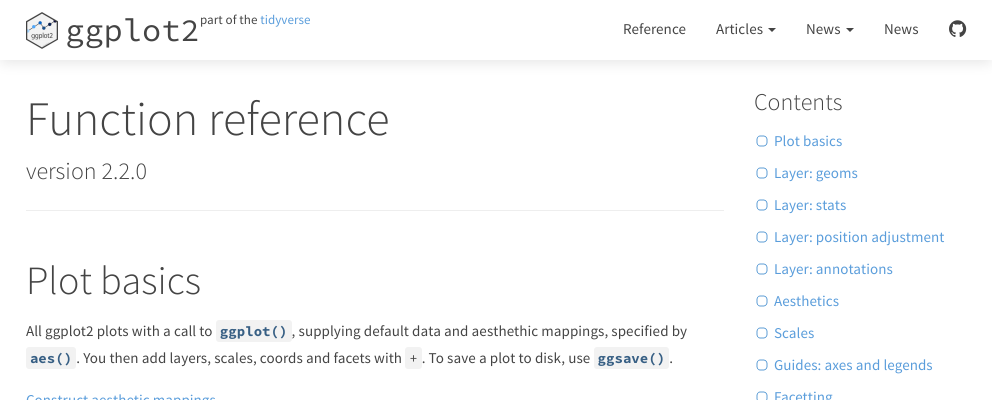 ggplot2
ggplot2 part of the tidyverse
Reference Articles News News
Function reference
version 2.2.0
Plot basics
All ggplot2 plots with a call to ggplot(), supplying default data and aesthethic mappings, specified by
aes(). You then add layers, scales, coords and facets with +. To save a plot to disk, use ggsave().
Construct aesthetic mappings
Contents
Plot basics
Layer: geoms
Layer: stats
Layer: position adjustment
Layer: annotations
Aesthetics
Scales
Guides: axes and legends
Facetting